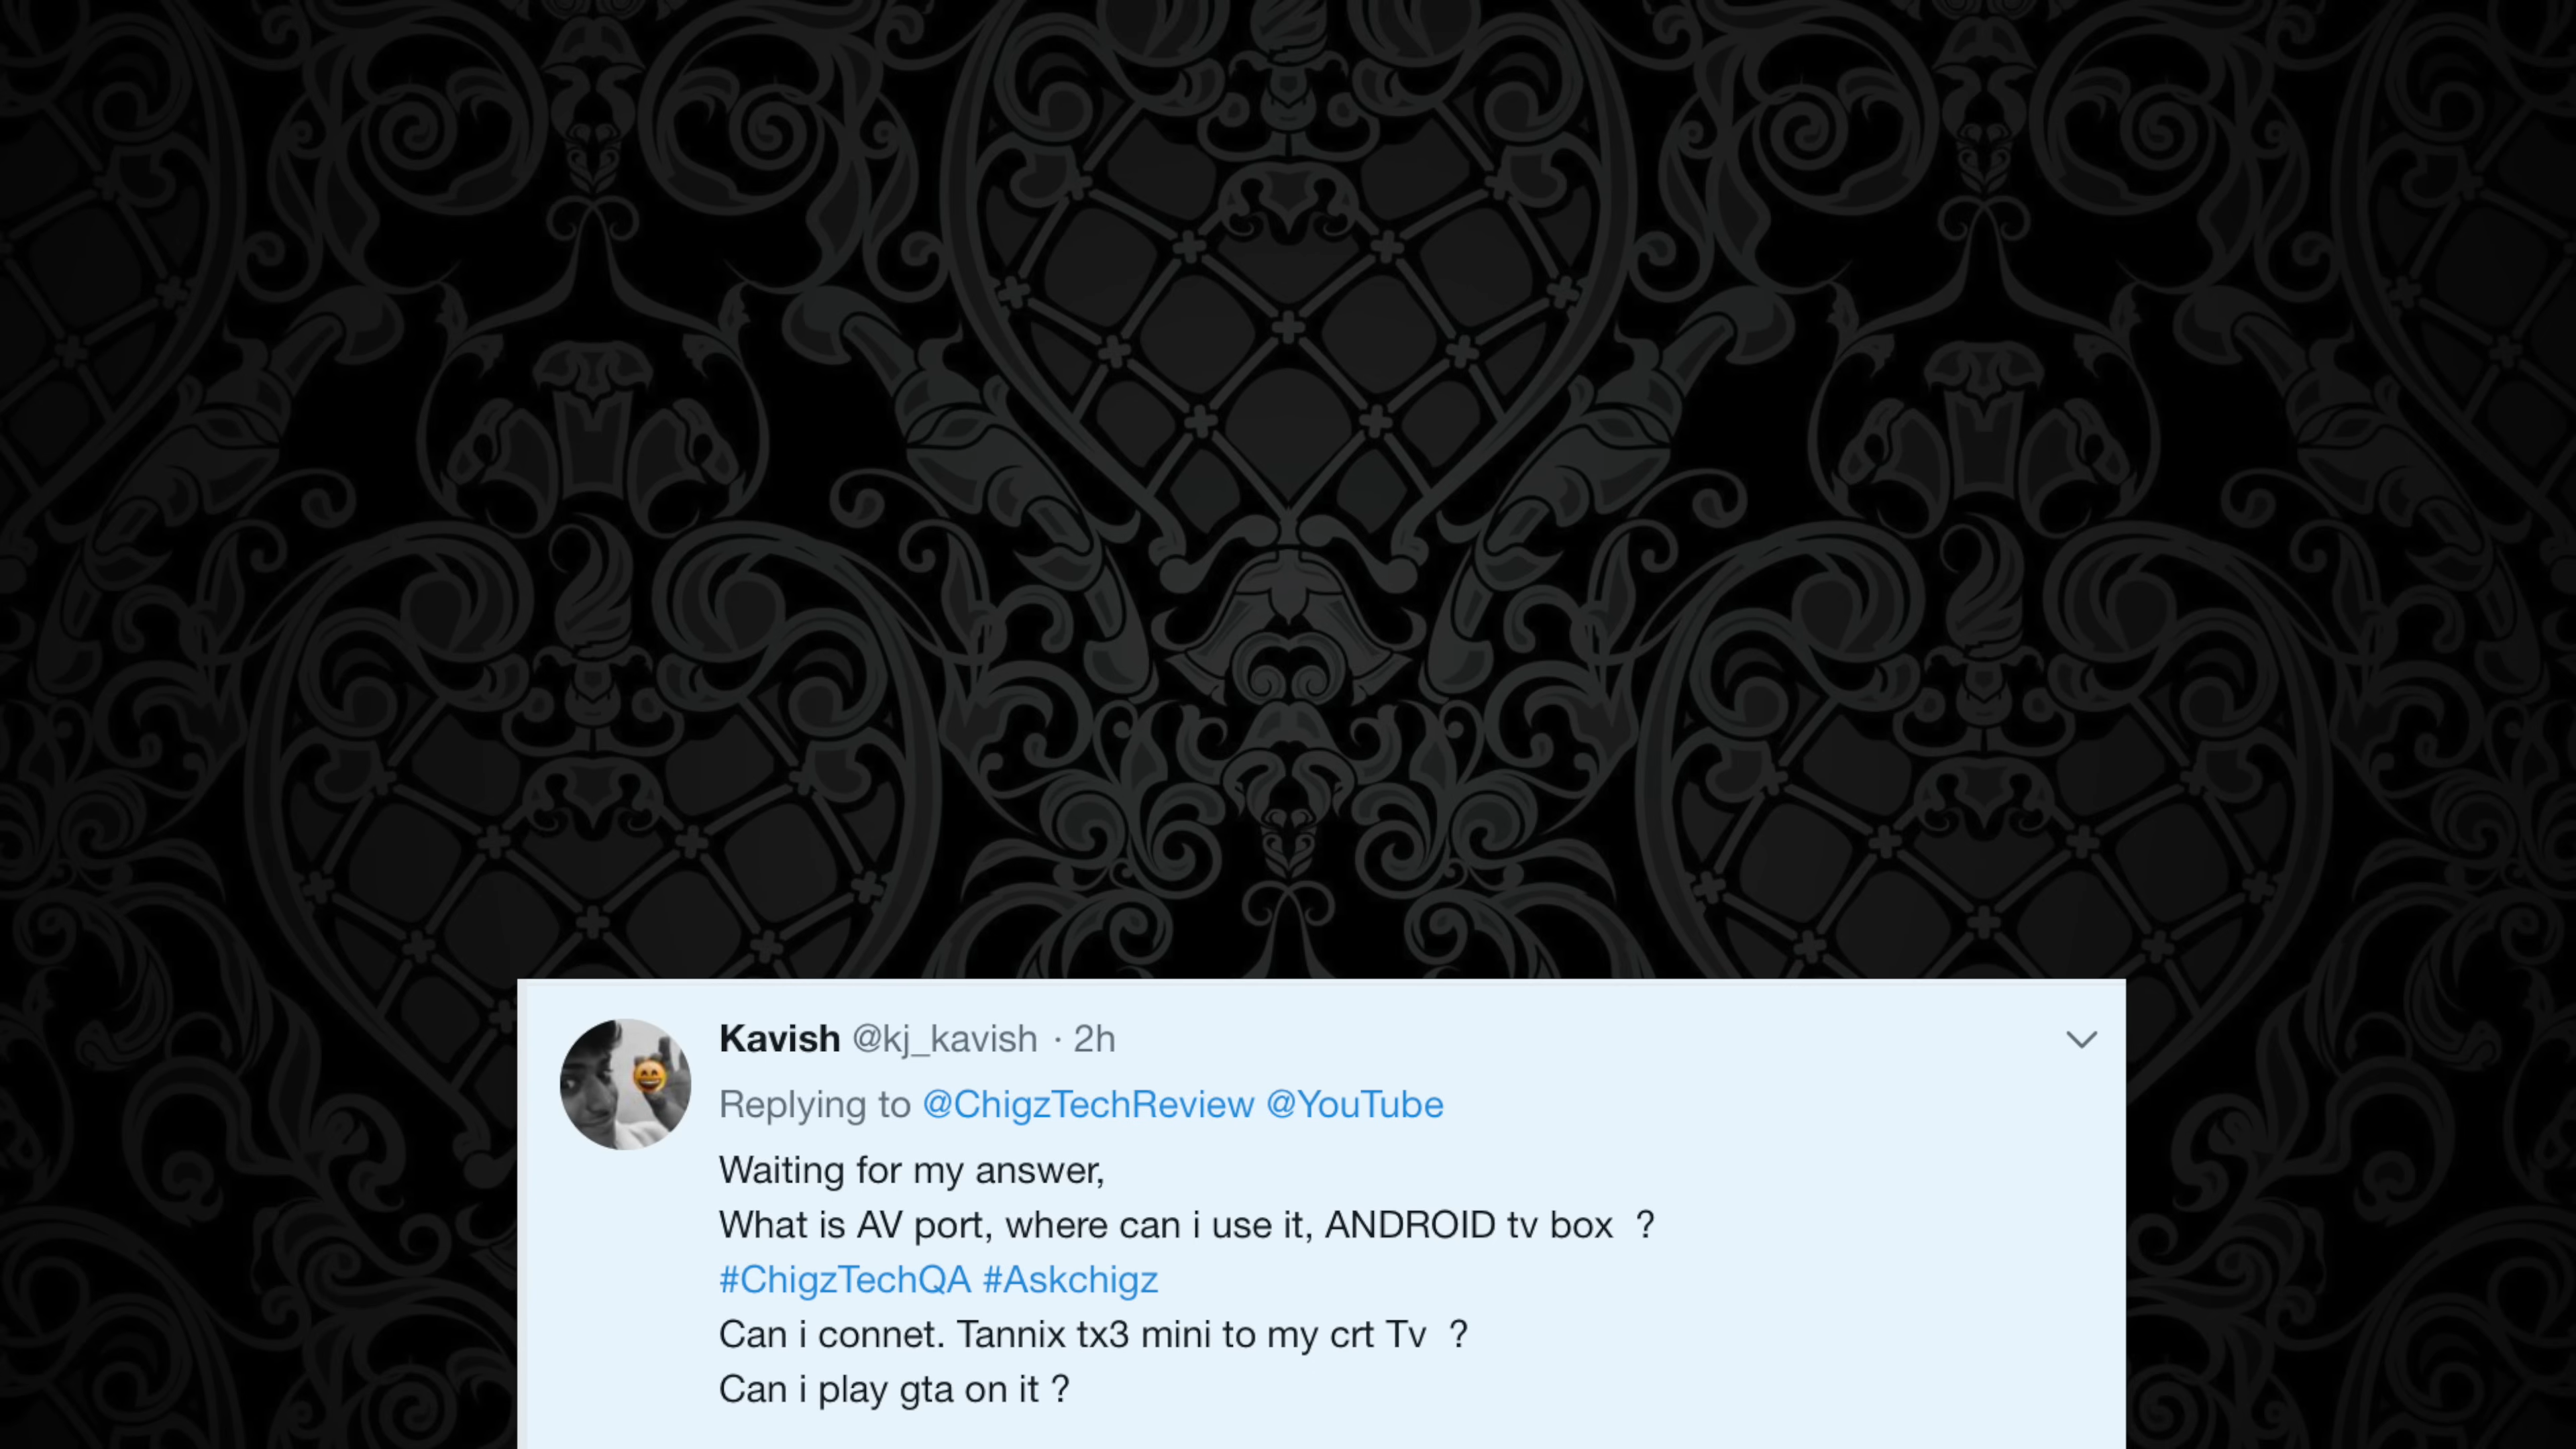 Kavish @kj_kavish · 2h
Replying to @ChigzTechReview @YouTube
Waiting for my answer,
What is AV port, where can i use it, ANDROID tv box  ?
#ChigzTechQA #Askchigz
Can i connet. Tannix tx3 mini to my crt Tv  ?
Can i play gta on it ?